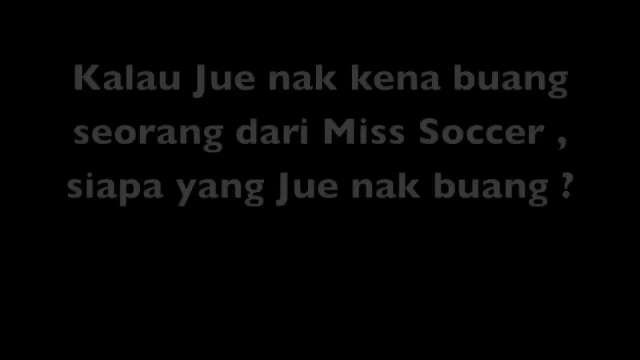 Kalau Jue nak kena buang
seorang dari Miss Soccer ,
siapa yang Jue nak buang ?